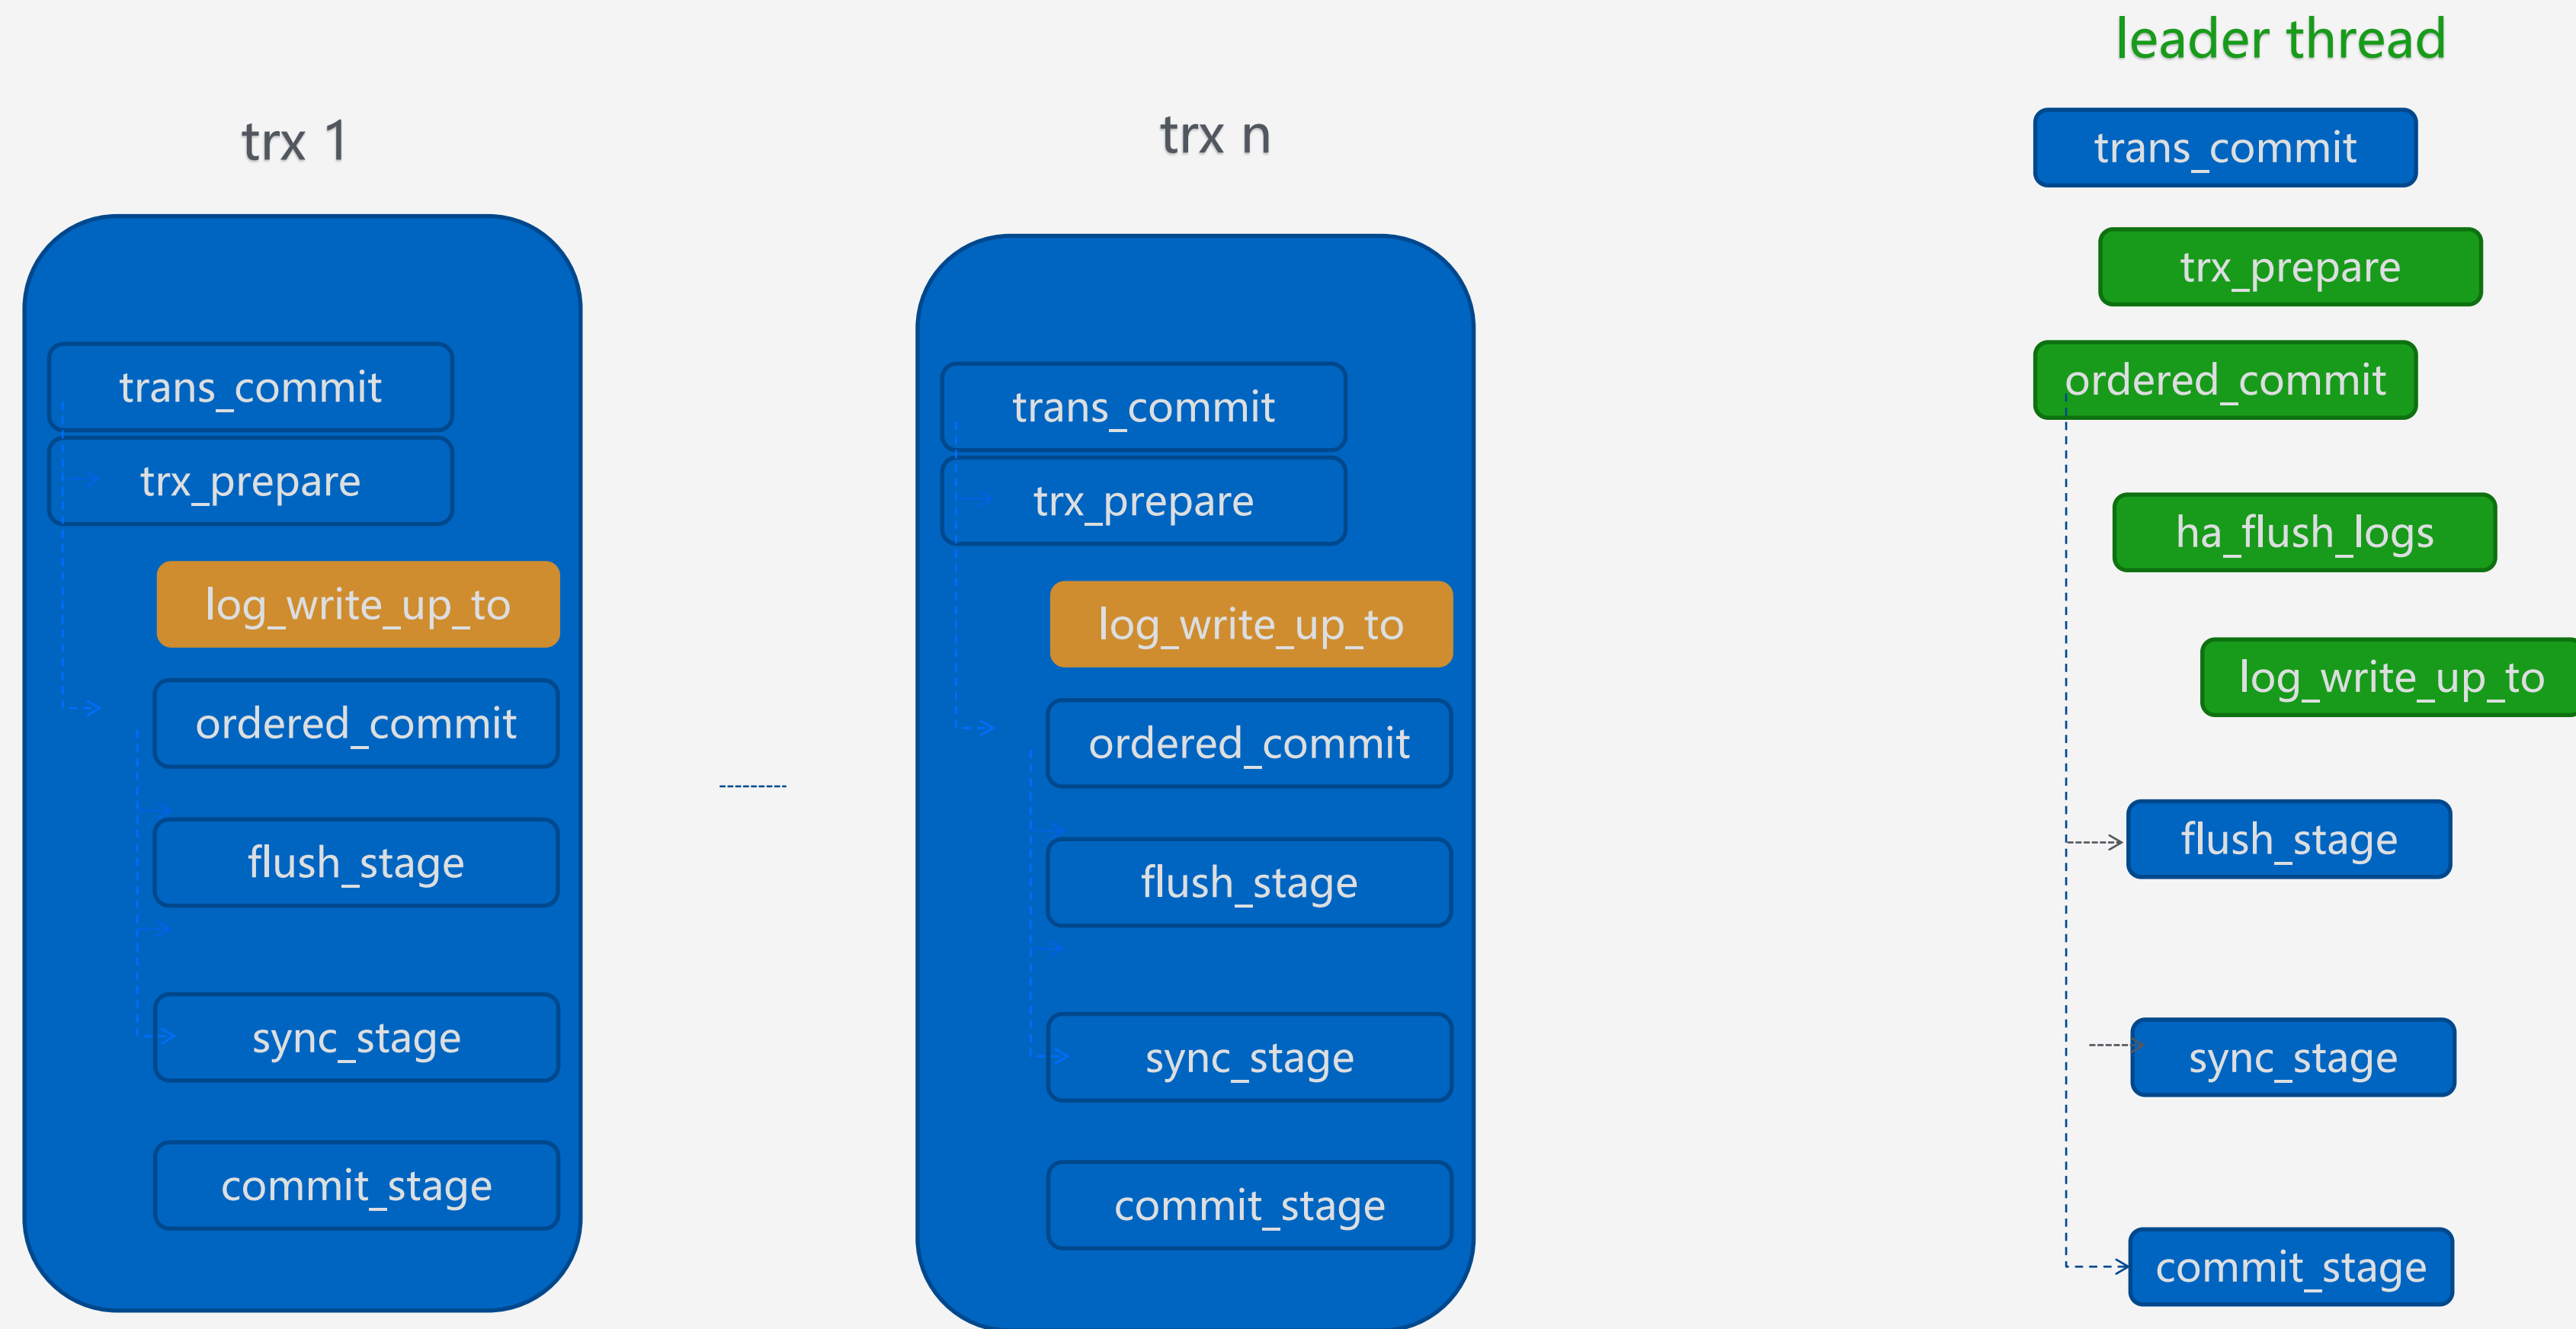 trx 1
trans_commit
trx_prepare
log_write_up_to
ordered_commit
flush_stage
sync_stage
commit_stage
trx n
trans_commit
trx_prepare
log_write_up_to
ordered_commit
flush_stage
sync_stage
commit_stage
leader thread
trans_commit
trx_prepare
ordered_commit
ha_flush_logs
log_write_up_to
flush_stage
sync_stage
commit_stage